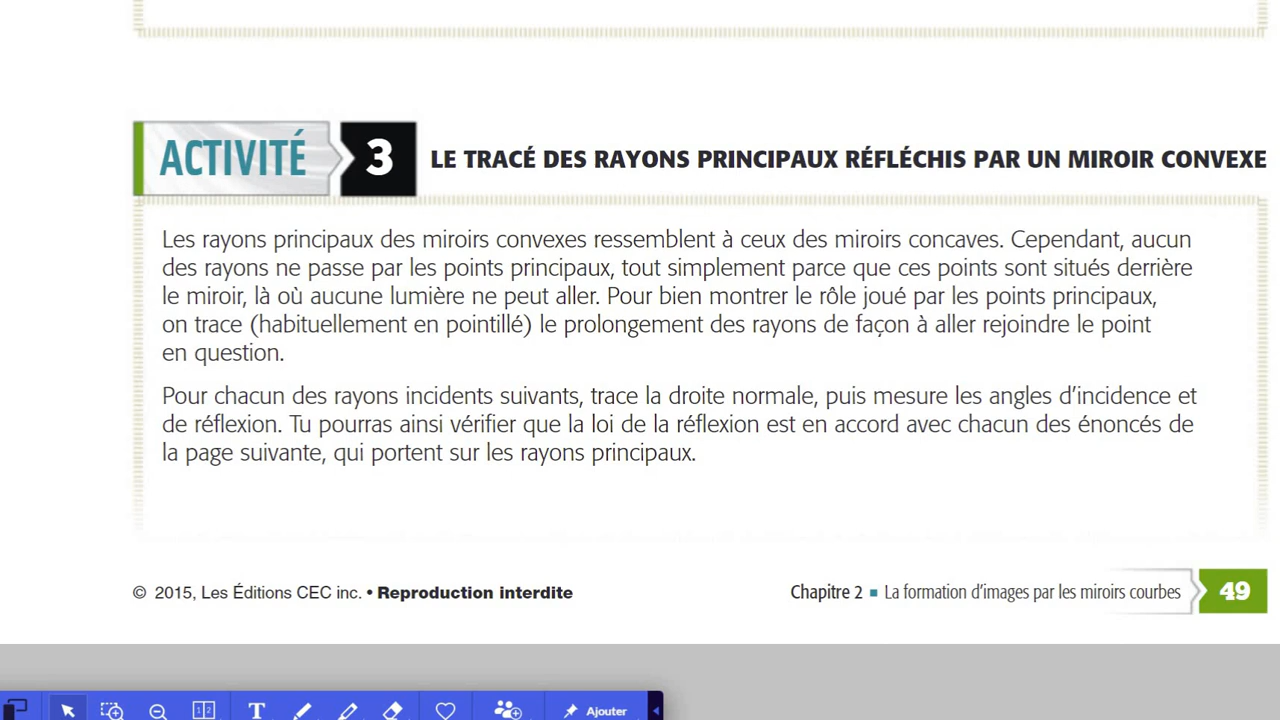 ACTIVITÉ 3 LE TRACÉ DES RAYONS PRINCIPAUX RÉFLÉCHIS PAR UN MIROIR CONVEXE
Les rayons principaux des miroirs convexes ressemblent à ceux des miroirs concaves. Cependant, aucun
des rayons ne passe par les points principaux, tout simplement parce que ces points sont situés derrière
le miroir, là où aucune lumière ne peut aller. Pour bien montrer le rôle joué par les points principaux,
on trace (habituellement en pointillé) le prolongement des rayons de façon à aller rejoindre le point
en question.
Pour chacun des rayons incidents suivants, trace la droite normale, puis mesure les angles d'incidence et
de réflexion. Tu pourras ainsi vérifier que la loi de la réflexion est en accord avec chacun des énoncés de
la page suivante, qui portent sur les rayons principaux.
© 2015, Les Éditions CEC inc. • Reproduction interdite
Chapitre 2 ■ La formation d'images par les miroirs courbes 49
1 2 T Ajouter